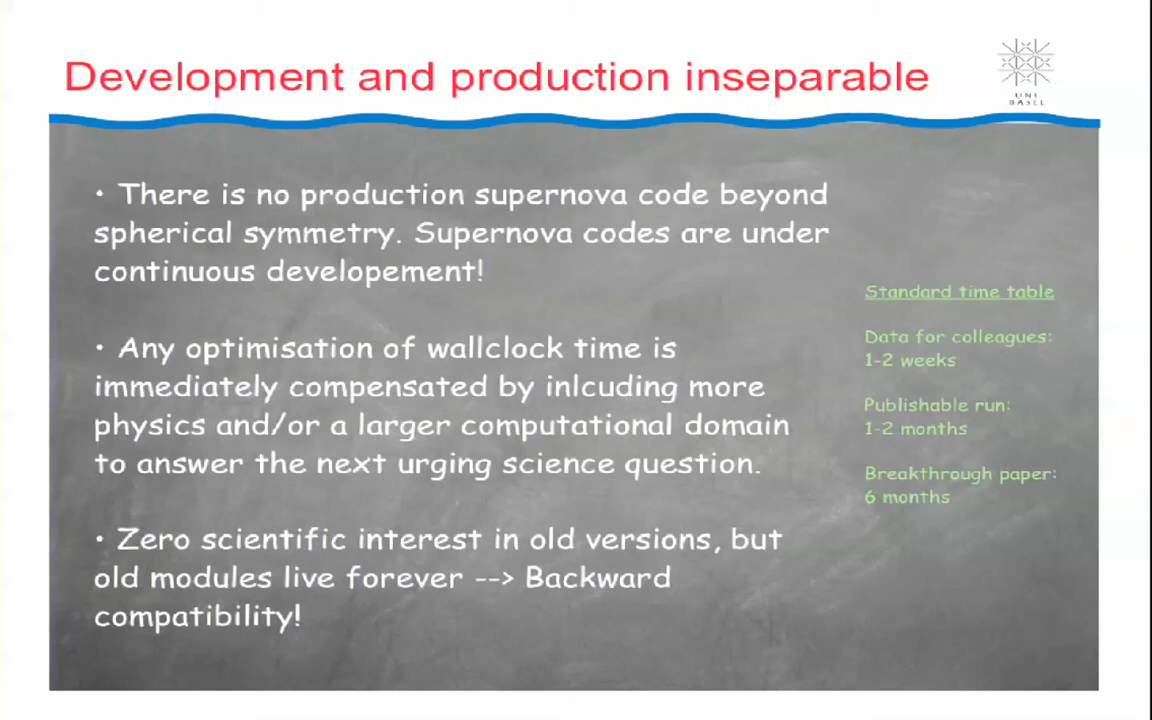 Development and production inseparable
UNI
BASEL
• There is no production supernova code beyond
spherical symmetry. Supernova codes are under
continuous developement!
• Any optimisation of wallclock time is
immediately compensated by inlcuding more
physics and/or a larger computational domain
to answer the next urging science question.
• Zero scientific interest in old versions, but
old modules live forever --> Backward
compatibility!
Standard time table
Data for colleagues:
1-2 weeks
Publishable run:
1-2 months
Breakthrough paper:
6 months